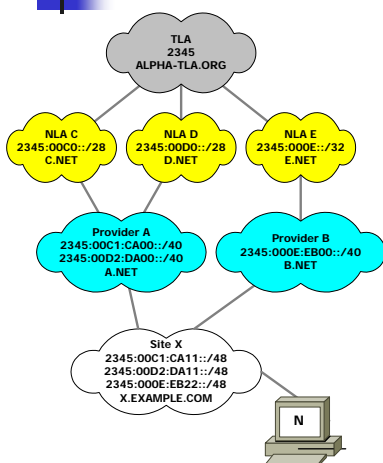 TLA
2345
ALPHA-TLA.ORG
NLA C
2345:00C0::/28
C.NET
NLA D
2345:00D0::/28
D.NET
NLA E
2345:000E::/32
E.NET
Provider A
2345:00C1:CA00::/40
2345:00D2:DA00::/40
A.NET
Provider B
2345:000E:EB00::/40
B.NET
Site X
2345:00C1:CA11::/48
2345:00D2:DA11::/48
2345:000E:EB22::/48
X.EXAMPLE.COM
N